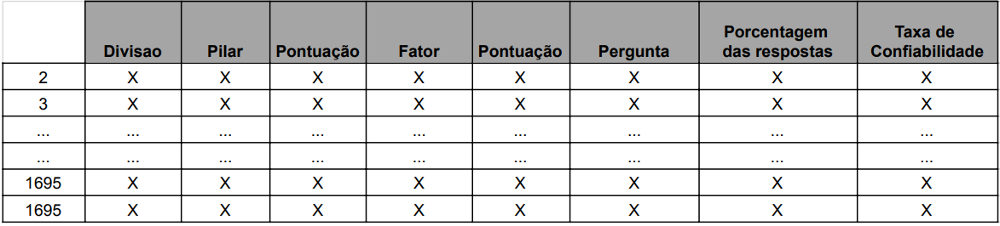 Divisao Pilar Pontuação Fator Pontuação Pergunta Porcentagem das respostas Taxa de Confiabilidade
2 X X X X X X X X
3 X X X X X X X X
... ... ... ... ... ... ... ... ...
... ... ... ... ... ... ... ... ...
1695 X X X X X X X X
1695 X X X X X X X X